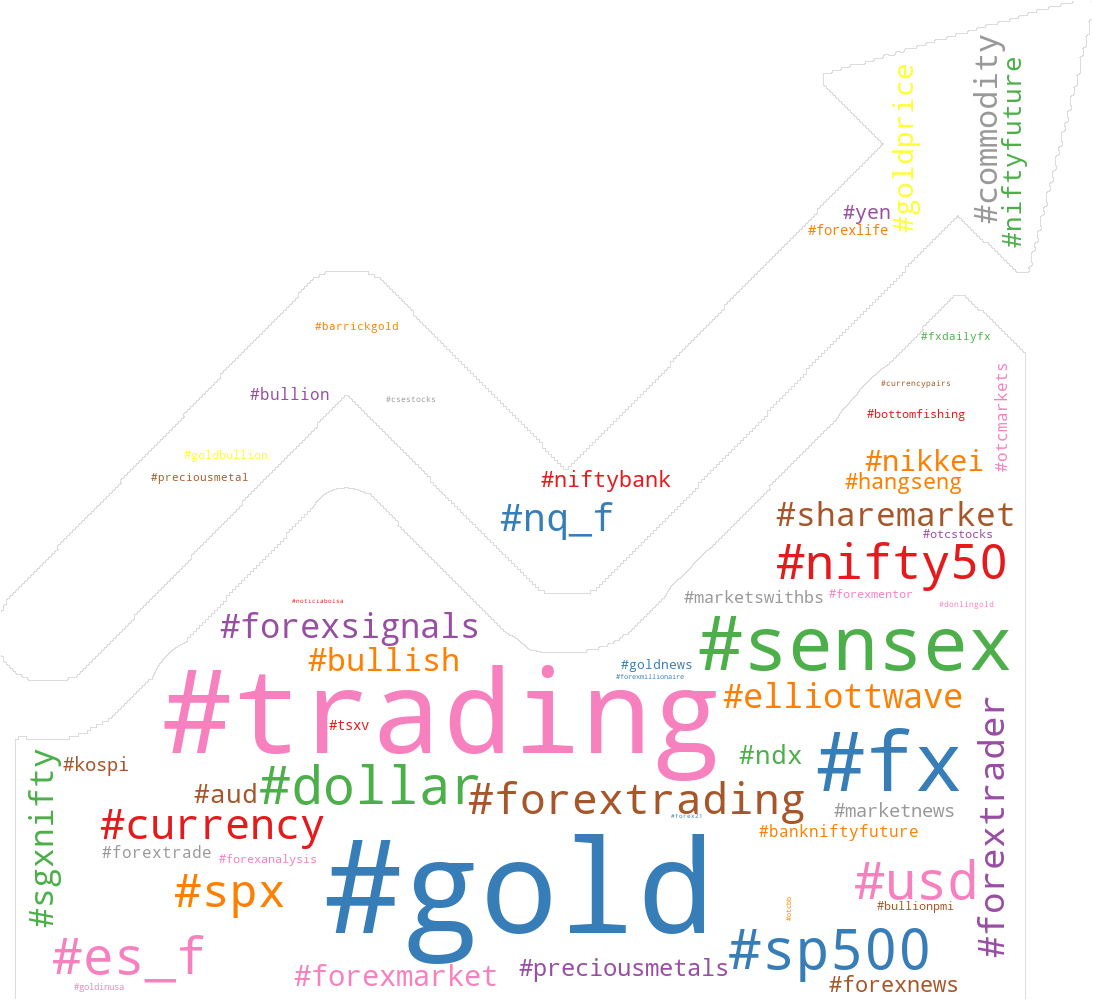 #commodity
#niftyfuture
#goldprice
#yen
#forexlife
#barrickgold
#fxdailyfx
#currencypairs
#bullion
#csestocks
#bottomfishing
#otcmarkets
#goldbullion
#nikkei
#preciousmetal
#niftybank
#hangseng
#nq_f
#sharemarket
#otcstocks
#nifty50
#marketswithbs
#forexmentor
#noticiaboisa
#donlingold
#forexsignals
#sensex
#bullish
#goldnews
#forexmillionaire
#trading
#elliottwave
#tsxv
#ndx
#fx
#forextrader
#kospi
#sgxnifty
#aud
#dollar
#forextrading
#marketnews
#forex21
#currency
#bankniftyfuture
#forextrade
#forexanalysis
#gold
#usd
#spx
#otcbb
#bullionpmi
#es_f
#sp500
#forexmarket
#preciousmetals
#forexnews
#goldinusa